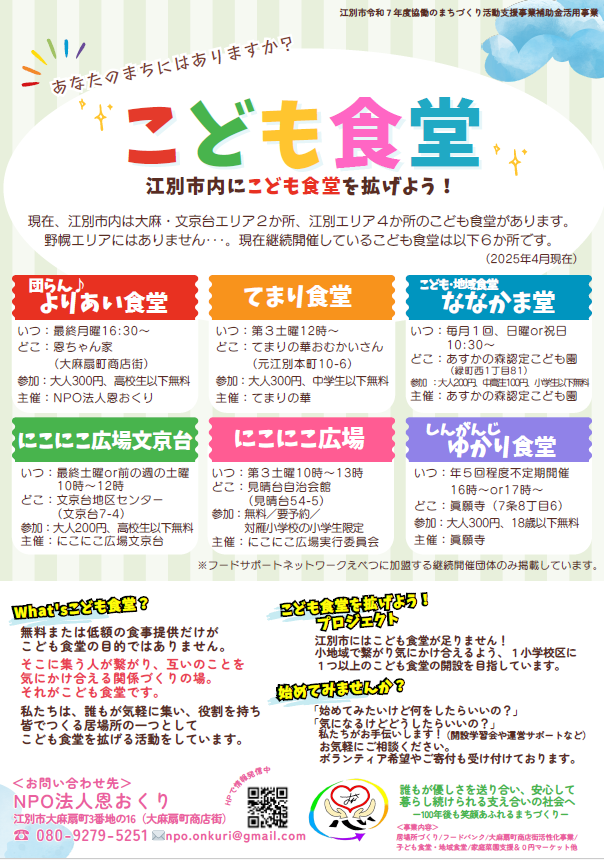 江別市令和７年度協働のまちづくり活動支援事業補助金活用事業
あなたのまちにはありますか？
こども食堂
江別市内にこども食堂を拡げよう！
現在、江別市内は大麻・文京台エリア２か所、江別エリア４か所のこども食堂があります。
野幌エリアにはありません･･･。現在継続開催しているこども食堂は以下６か所です。
（2025年4月現在）
団らん♪
よりあい食堂
いつ：最終月曜16:30～
どこ：恩ちゃん家
（大麻扇町商店街）
参加：大人300円、高校生以下無料
主催：NPO法人恩おくり
てまり食堂
いつ：第３土曜12時～
どこ：てまりの華おむかいさん
（元江別本町10-6）
参加：大人300円、中学生以下無料
主催：てまりの華
こども・地域食堂
ななかま堂
いつ：毎月１回、日曜or祝日
10:30～
どこ：あすかの森認定こども園
（緑町西1丁目81）
参加：大人200円、中高生100円、小学生以下無料
主催：あすかの森認定こども園
にこにこ広場文京台
いつ：最終土曜or前の週の土曜
10時～12時
どこ：文京台地区センター
（文京台7-4）
参加：大人200円、高校生以下無料
主催：にこにこ広場文京台
にこにこ広場
いつ：第３土曜10時～13時
どこ：見晴台自治会館
（見晴台54-5）
参加：無料／要予約／
対雁小学校の小学生限定
主催：にこにこ広場実行委員会
しんがんじ
ゆかり食堂
いつ：年５回程度不定期開催
16時～or17時～
どこ：眞願寺（7条8丁目6）
参加：大人300円、18歳以下無料
主催：眞願寺
※フードサポートネットワークえべつに加盟する継続開催団体のみ掲載しています。
What'sこども食堂？
無料または低額の食事提供だけが
こども食堂の目的ではありません。
そこに集う人が繋がり、互いのことを
気にかけ合える関係づくりの場。
それがこども食堂です。
私たちは、誰もが気軽に集い、役割を持ち
皆でつくる居場所の一つとして
こども食堂を拡げる活動をしています。
こども食堂を拡げよう！
プロジェクト
江別市にはこども食堂が足りません！
小地域で繋がり気にかけ合えるよう、１小学校区に
１つ以上のこども食堂の開設を目指しています。
始めてみませんか？
「始めてみたいけど何をしたらいいの？」
「気になるけどどうしたらいいの？」
私たちがお手伝いします！（開設学習会や運営サポートなど）
お気軽にご相談ください。
ボランティア希望やご寄付も受け付けております。
＜お問い合わせ先＞
NPO法人恩おくり
江別市大麻扇町3番地の16（大麻扇町商店街）
☎ 080-9279-5251 ✉npo.onkuri@gmail.com
HPで情報発信中
誰もが優しさを送り合い、安心して
暮らし続けられる支え合いの社会へ
－100年後も笑顔あふれるまちづくり－
＜事業内容＞
居場所づくり/フードバンク/大麻扇町商店街活性化事業/
子ども食堂・地域食堂/家庭菜園支援＆０円マーケット他